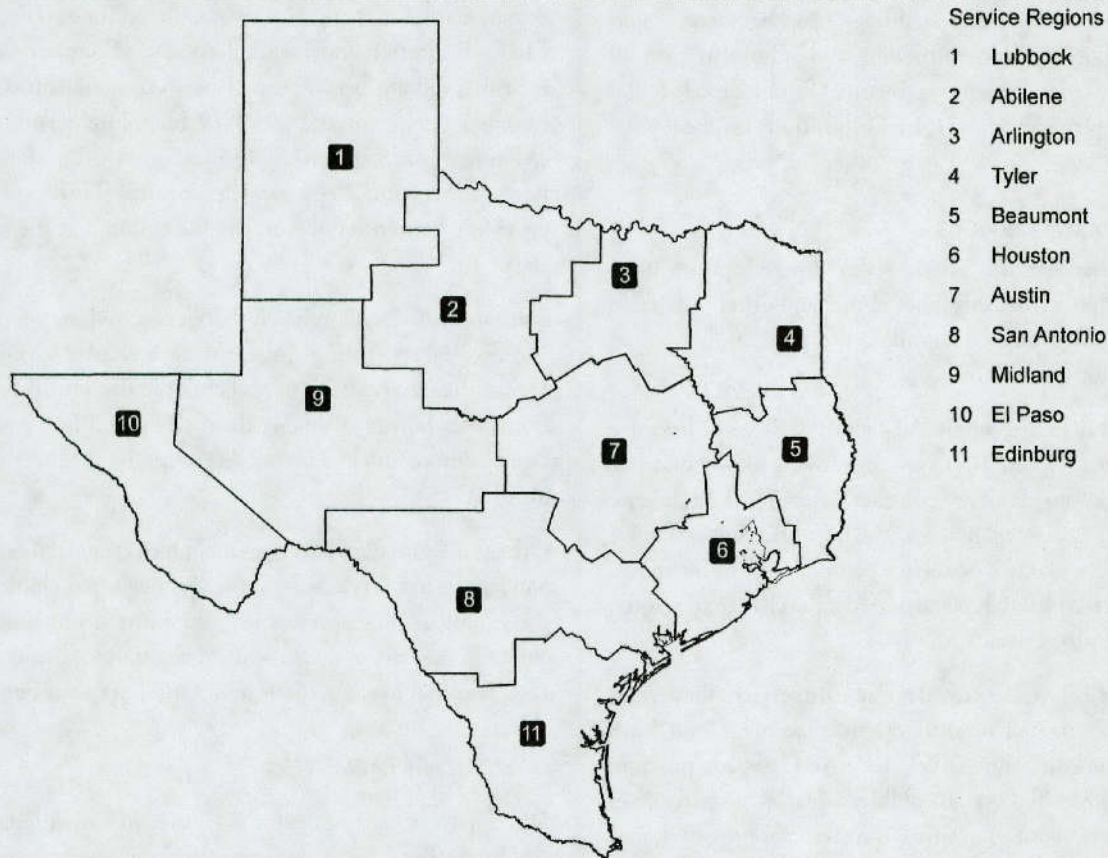 Service Regions
1 Lubbock
2 Abilene
3 Arlington
4 Tyler
5 Beaumont
6 Houston
7 Austin
8 San Antonio
9 Midland
10 El Paso
11 Edinburg
1
2
3
4
5
6
7
8
9
10
11